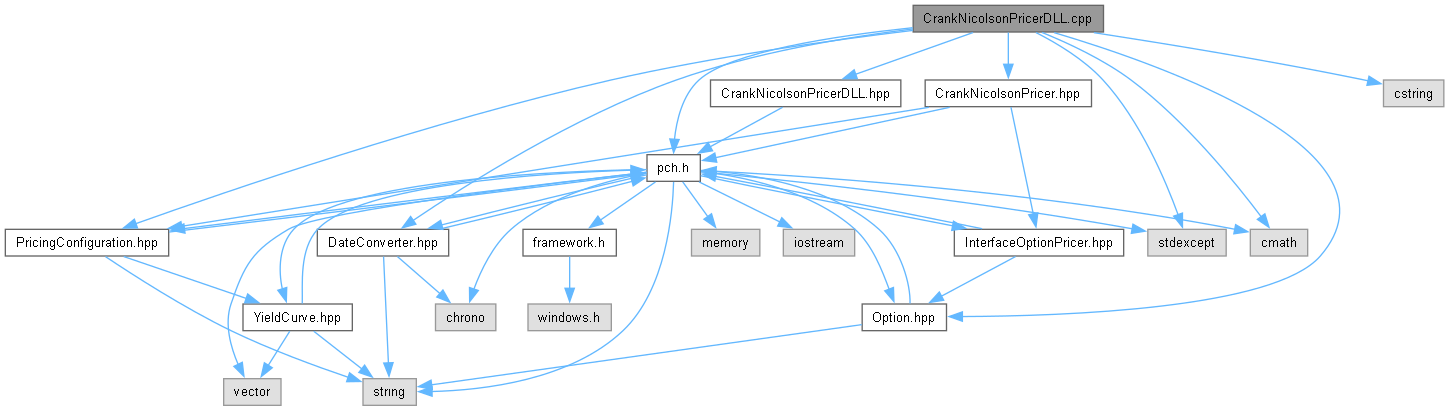 CrankNicolsonPricerDLL.cpp
CrankNicolsonPricerDLL.hpp
CrankNicolsonPricer.hpp
cstring
pch.h
PricingConfiguration.hpp
DateConverter.hpp
framework.h
memory
iostream
InterfaceOptionPricer.hpp
stdexcept
cmath
YieldCurve.hpp
chrono
windows.h
Option.hpp
vector
string